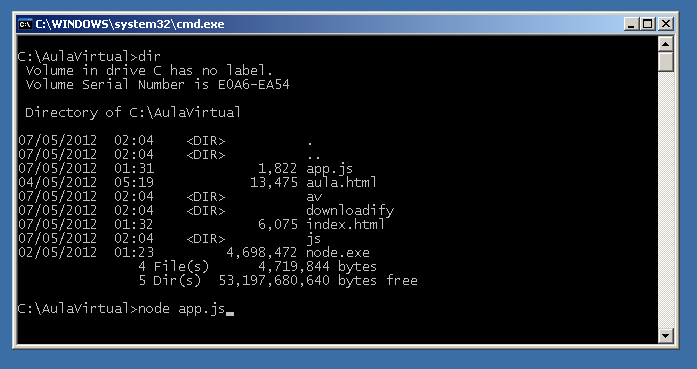 C:\WINDOWS\system32\cmd.exe
C:\AulaVirtual>dir
Volume in drive C has no label.
Volume Serial Number is E0A6-EA54
Directory of C:\AulaVirtual
07/05/2012  02:04    <DIR>          .
07/05/2012  02:04    <DIR>          ..
07/05/2012  01:31             1,822 app.js
04/05/2012  05:19            13,475 aula.html
07/05/2012  02:04    <DIR>          av
07/05/2012  02:04    <DIR>          downloadify
07/05/2012  01:32             6,075 index.html
07/05/2012  02:04    <DIR>          js
02/05/2012  01:23         4,698,472 node.exe
4 File(s)      4,719,844 bytes
5 Dir(s)  53,197,680,640 bytes free
C:\AulaVirtual>node app.js_